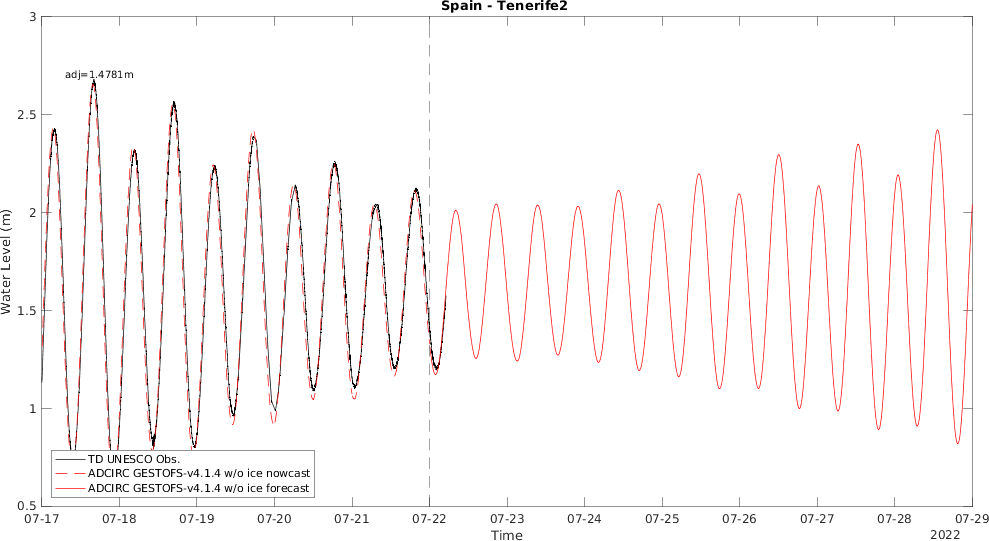 Spain - Tenerife2
adj=1.4781m
3
2.5
2
1.5
1
0.5
Water Level (m)
TD UNESCO Obs.
ADCIRC GESTOFS-v4.1.4 w/o ice nowcast
ADCIRC GESTOFS-v4.1.4 w/o ice forecast
07-17 07-18 07-19 07-20 07-21 07-22 07-23 07-24 07-25 07-26 07-27 07-28 07-29
Time
2022